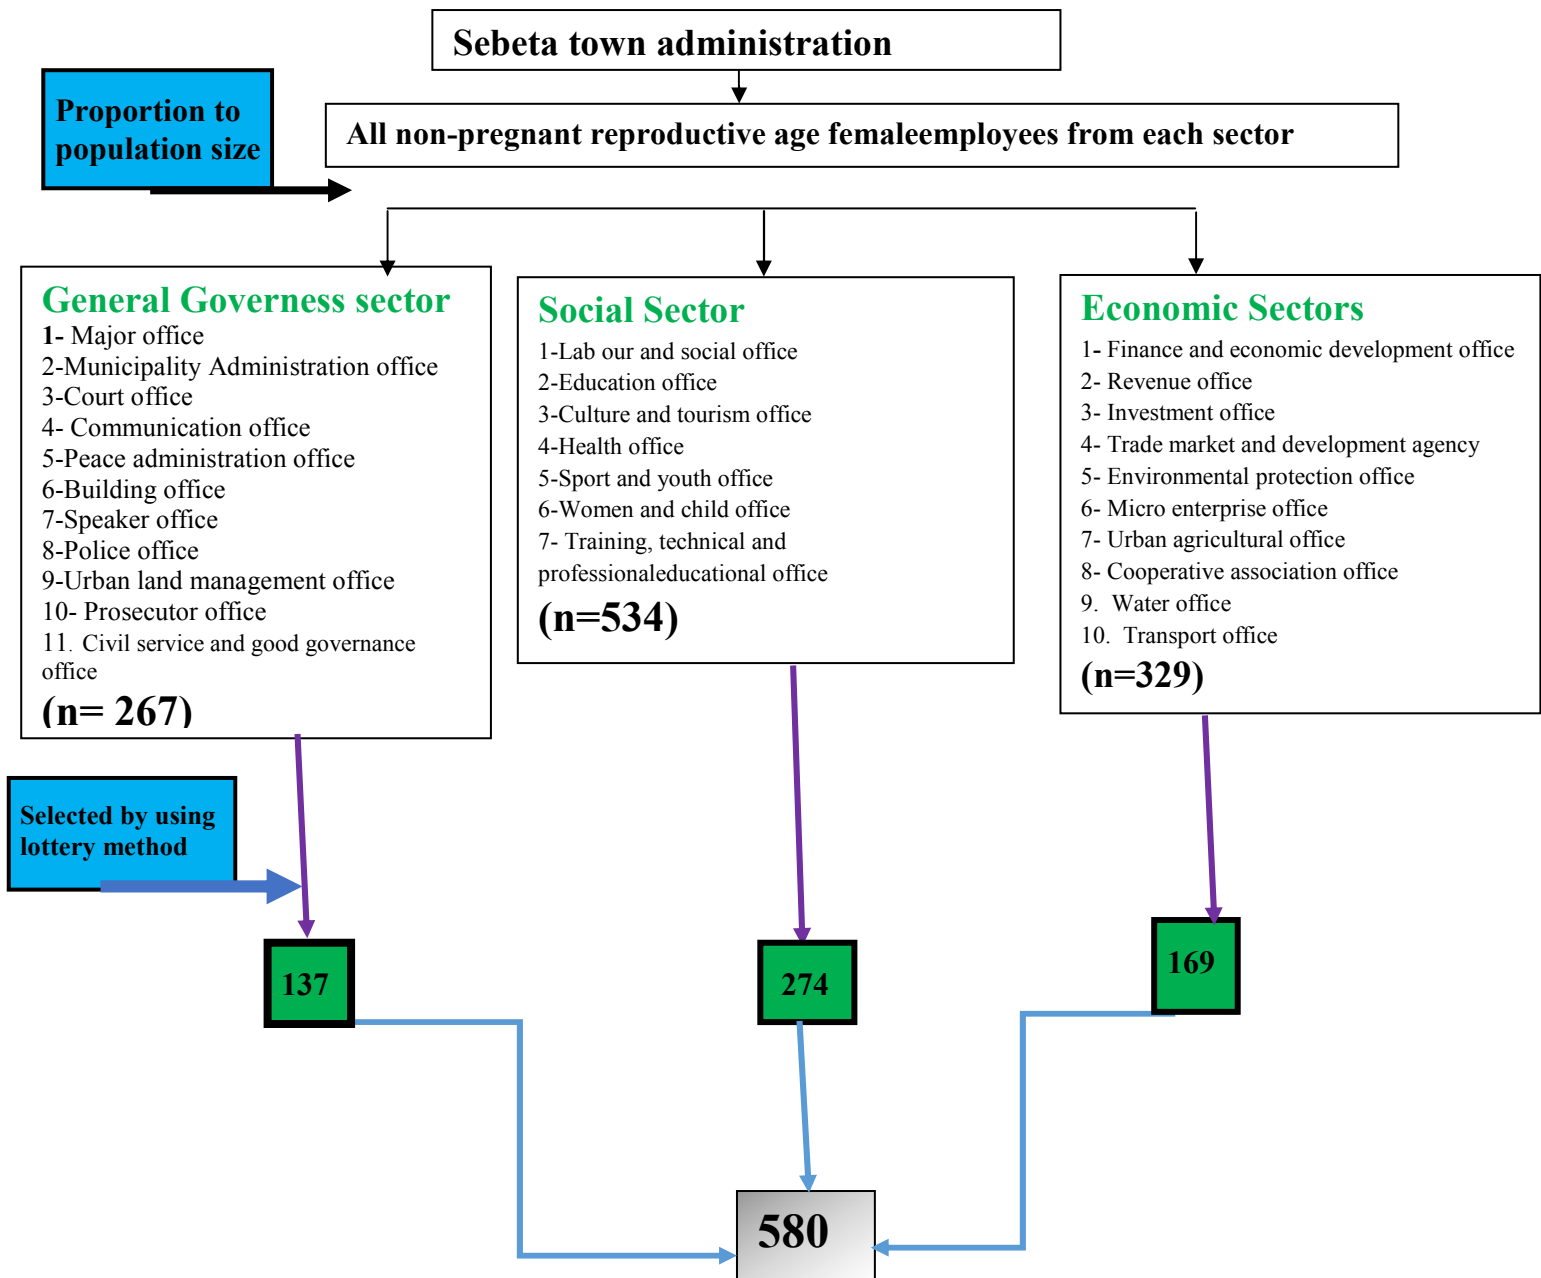 Sebeta town administration
Proportion to
population size
All non-pregnant reproductive age femaleemployees from each sector
General Governess sector
1- Major office
2-Municipality Administration office
3-Court office
4- Communication office
5-Peace administration office
6-Building office
7-Speaker office
8-Police office
9-Urban land management office
10- Prosecutor office
11. Civil service and good governance
office
(n= 267)
Social Sector
1-Lab our and social office
2-Education office
3-Culture and tourism office
4-Health office
5-Sport and youth office
6-Women and child office
7- Training, technical and
professionaleducational office
(n=534)
Economic Sectors
1- Finance and economic development office
2- Revenue office
3- Investment office
4- Trade market and development agency
5- Environmental protection office
6- Micro enterprise office
7- Urban agricultural office
8- Cooperative association office
9. Water office
10. Transport office
(n=329)
Selected by using
lottery method
137
274
169
580